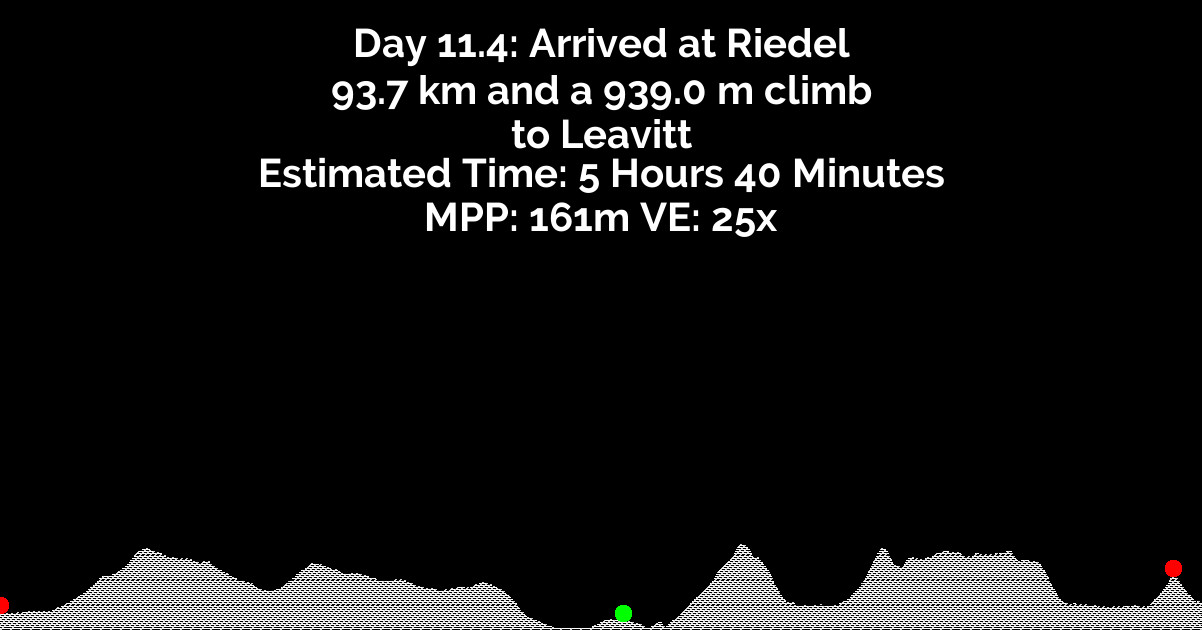 Day 11.4: Arrived at Riedel
93.7 km and a 939.0 m climb
to Leavitt
Estimated Time: 5 Hours 40 Minutes
MPP: 161m VE: 25x